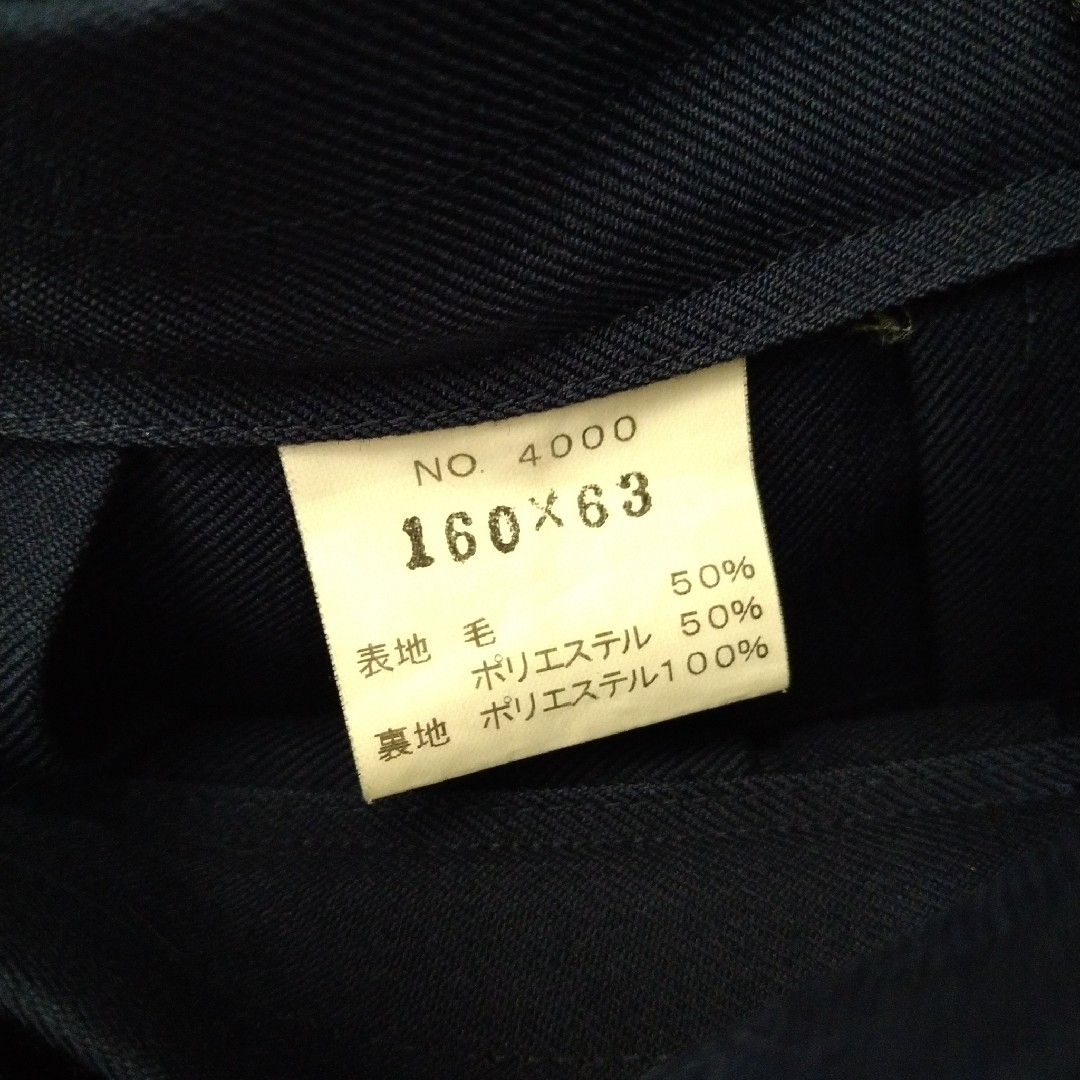 NO. 4000
160×63
表地 毛 50%
ポリエステル 50%
裏地 ポリエステル100%